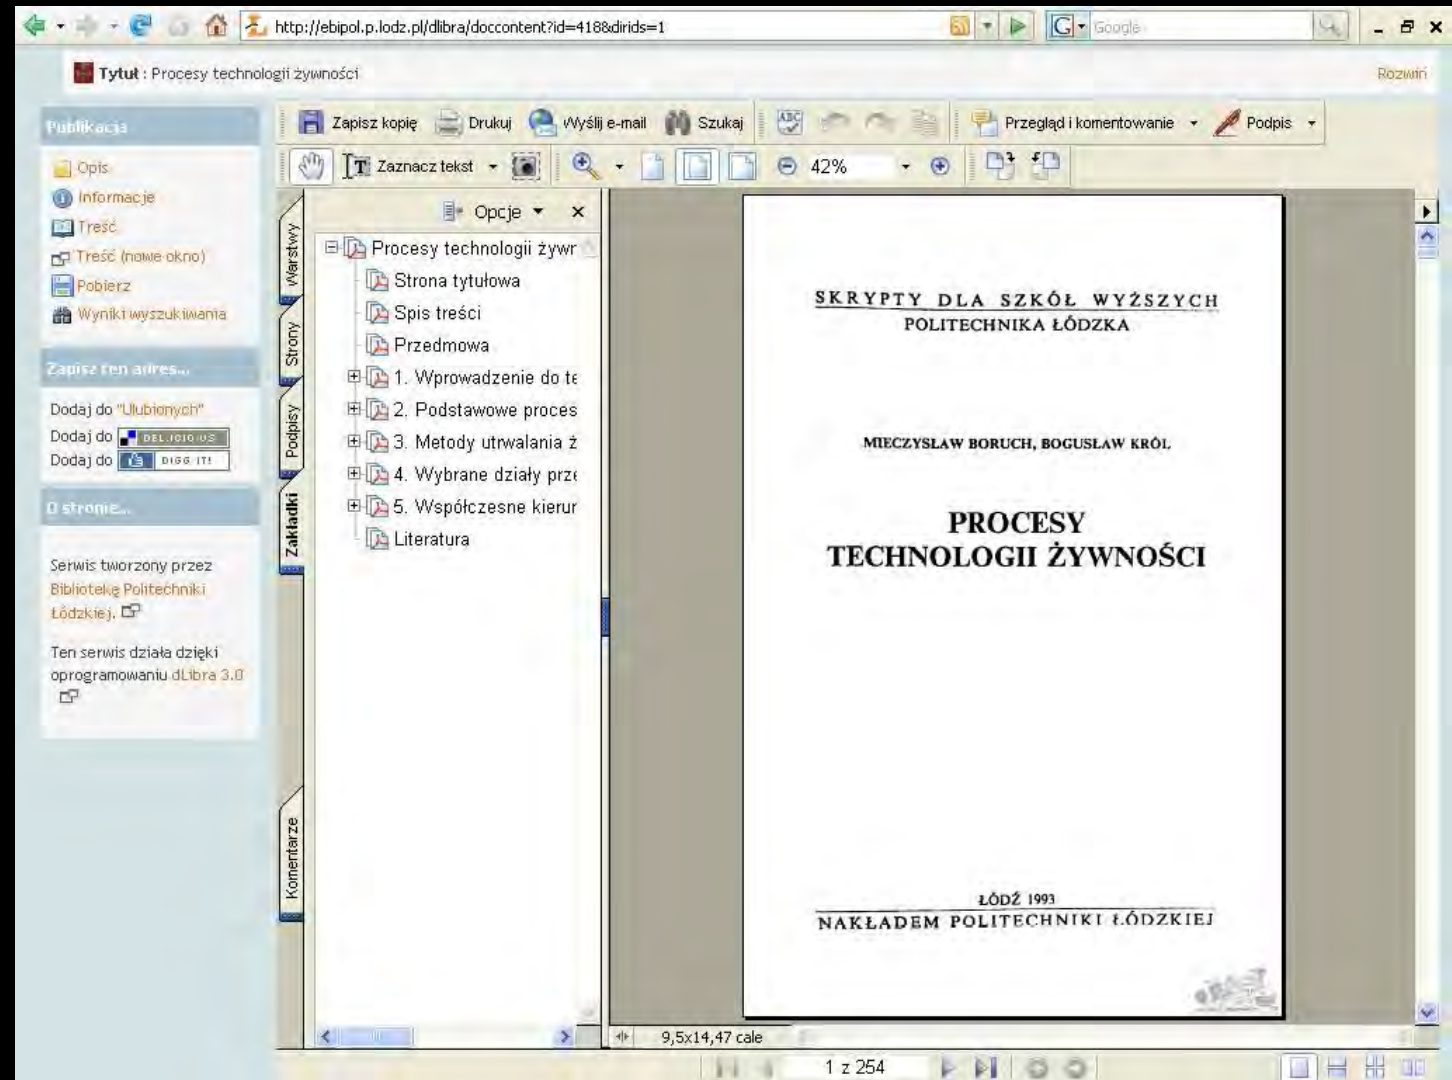 http://ebipol.p.lodz.pl/dlibra/doccontent?id=418&dirids=1
Google
Tytuł : Procesy technologii żywności
Rozwiń
Publikacja
Opis
Informacje
Treść
Treść (nowe okno)
Pobierz
Wyniki wyszukiwania
Zapisz ten adres...
Dodaj do "Ulubionych"
Dodaj do DEL.ICIO.US
Dodaj do DIGG IT!
O stronie...
Serwis tworzony przez
Bibliotekę Politechniki
Łódzkiej.
Ten serwis działa dzięki
oprogramowaniu dLibra 3.0
Zapisz kopię Drukuj Wyślij e-mail Szukaj Przegląd i komentowanie Podpis
Zaznacz tekst 42%
Warstwy
Strony
Podpisy
Zakładki
Komentarze
Opcje
Procesy technologii żywr
Strona tytułowa
Spis treści
Przedmowa
1. Wprowadzenie do te
2. Podstawowe proces
3. Metody utrwalania ż
4. Wybrane działy prze
5. Współczesne kierur
Literatura
SKRYPTY DLA SZKÓŁ WYŻSZYCH
POLITECHNIKA ŁÓDZKA
MIECZYSŁAW BORUCH, BOGUSŁAW KRÓL
PROCESY
TECHNOLOGII ŻYWNOŚCI
ŁÓDŹ 1993
NAKŁADEM POLITECHNIKI ŁÓDZKIEJ
9,5x14,47 cale
1 z 254